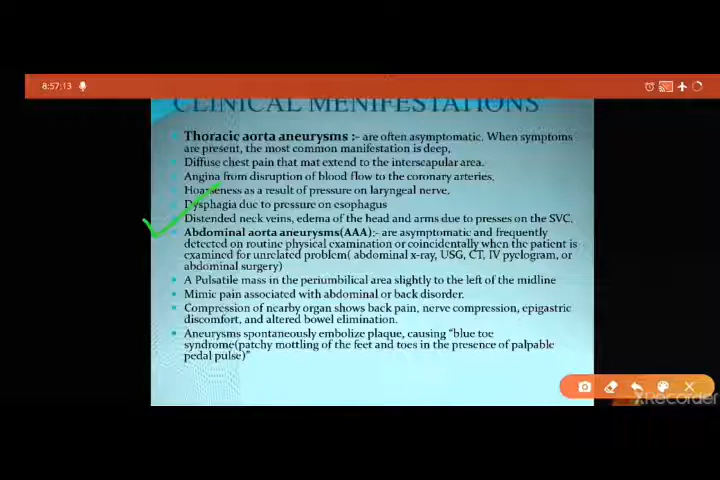 8:57:13
CLINICAL MENIFESTATIONS
Thoracic aorta aneurysms :- are often asymptomatic. When symptoms
are present, the most common manifestation is deep,
Diffuse chest pain that mat extend to the interscapular area.
Angina from disruption of blood flow to the coronary arteries.
Hoarseness as a result of pressure on laryngeal nerve.
Dysphagia due to pressure on esophagus
Distended neck veins, edema of the head and arms due to presses on the SVC.
Abdominal aorta aneurysms(AAA):- are asymptomatic and frequently
detected on routine physical examination or coincidentally when the patient is
examined for unrelated problem( abdominal x-ray, USG, CT, IV pyelogram, or
abdominal surgery)
A Pulsatile mass in the periumbilical area slightly to the left of the midline
Mimic pain associated with abdominal or back disorder.
Compression of nearby organ shows back pain, nerve compression, epigastric
discomfort, and altered bowel elimination.
Aneurysms spontaneously embolize plaque, causing “blue toe
syndrome(patchy mottling of the feet and toes in the presence of palpable
pedal pulse)”
XRecorder